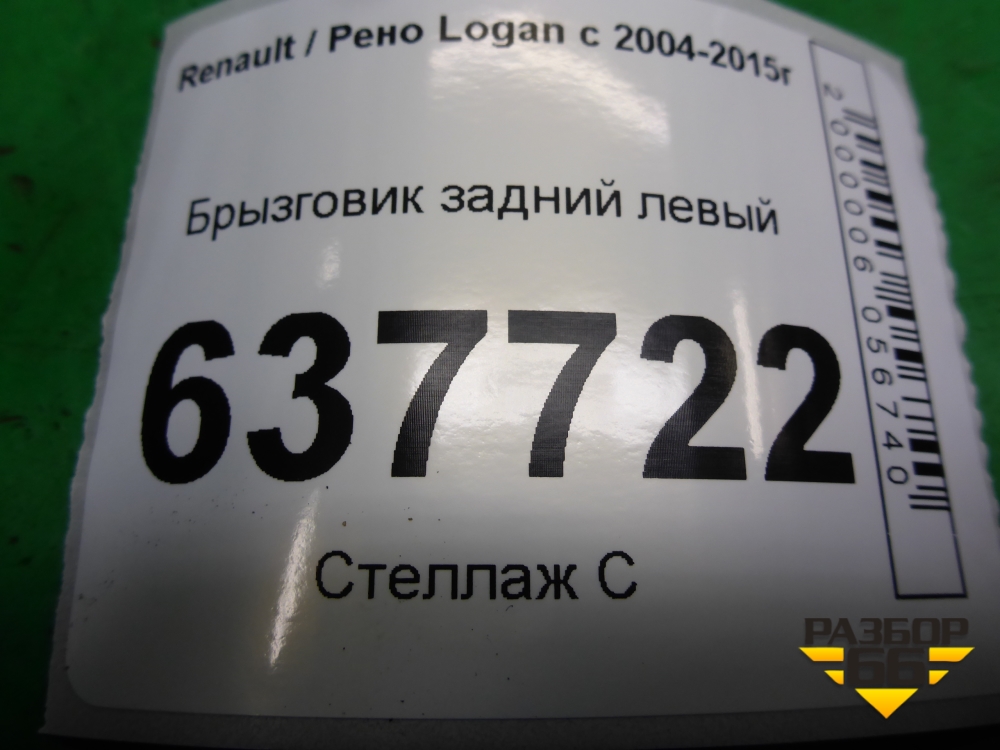 Renault / Рено Logan с 2004-2015г
Брызговик задний левый
637722
Стеллаж С
2000006056740
РАЗБОР
66